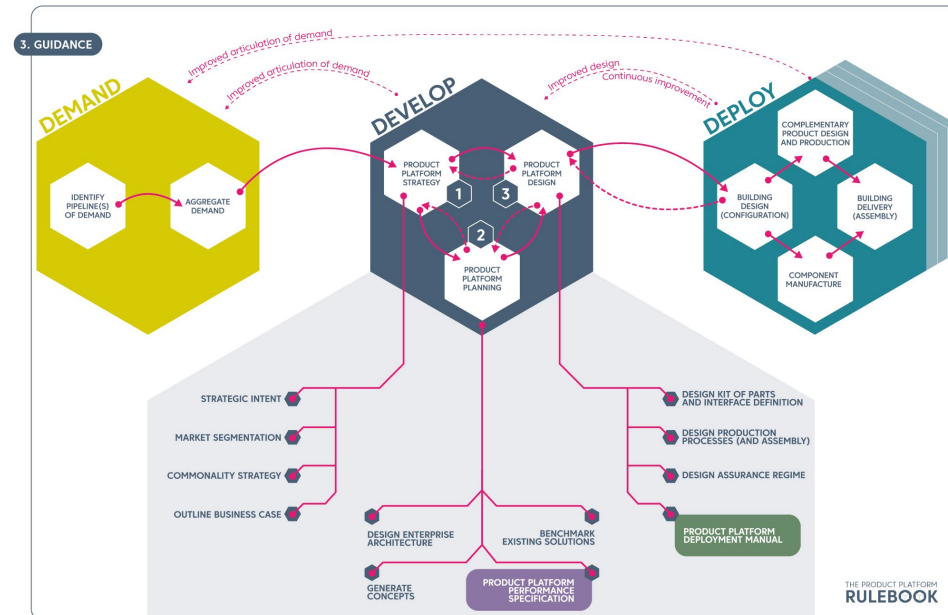 3. GUIDANCE
Improved articulation of demand
Improved articulation of demand
Improved design
Continuous improvement
DEMAND
IDENTIFY
PIPELINE(S)
OF DEMAND
AGGREGATE
DEMAND
DEVELOP
PRODUCT
PLATFORM
STRATEGY
1
PRODUCT
PLATFORM
DESIGN
3
2
PRODUCT
PLATFORM
PLANNING
DEPLOY
COMPLEMENTARY
PRODUCT DESIGN
AND PRODUCTION
BUILDING
DESIGN
(CONFIGURATION)
BUILDING
DELIVERY
(ASSEMBLY)
COMPONENT
MANUFACTURE
STRATEGIC INTENT
MARKET SEGMENTATION
COMMONALITY STRATEGY
OUTLINE BUSINESS CASE
DESIGN ENTERPRISE
ARCHITECTURE
GENERATE
CONCEPTS
BENCHMARK
EXISTING SOLUTIONS
PRODUCT PLATFORM
PERFORMANCE
SPECIFICATION
DESIGN KIT OF PARTS
AND INTERFACE DEFINITION
DESIGN PRODUCTION
PROCESSES (AND ASSEMBLY)
DESIGN ASSURANCE REGIME
PRODUCT PLATFORM
DEPLOYMENT MANUAL
THE PRODUCT PLATFORM
RULEBOOK